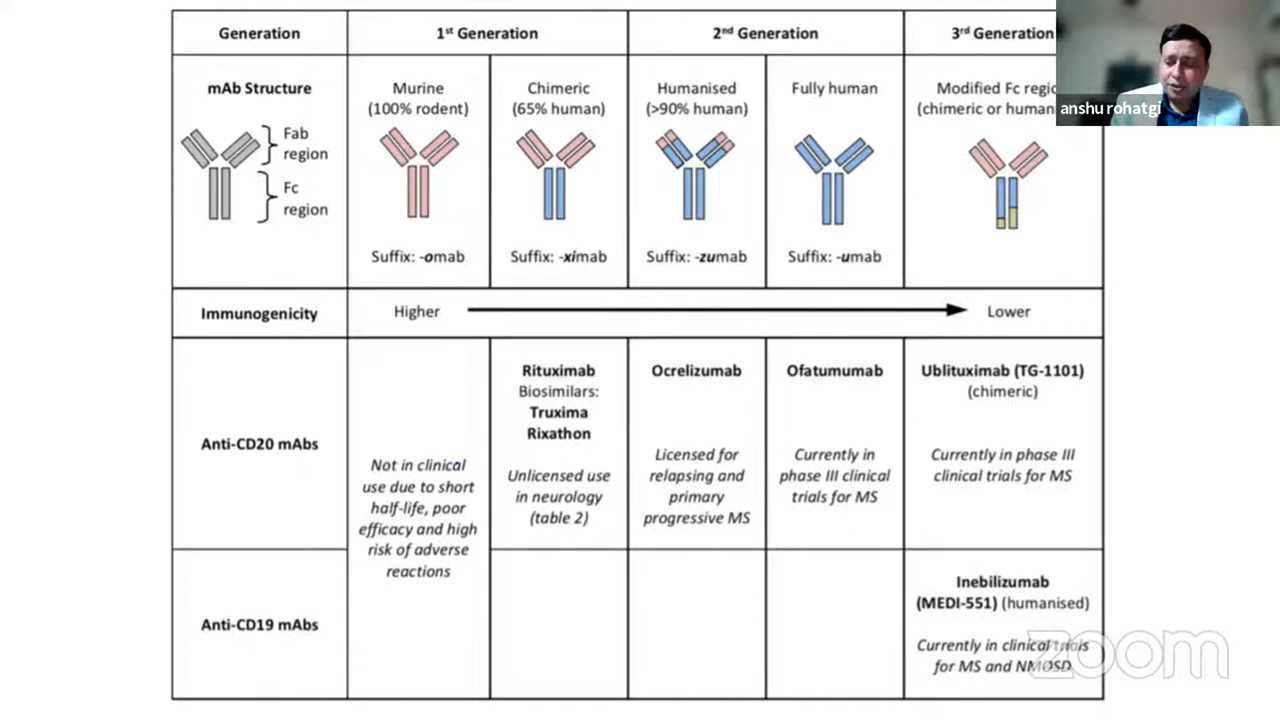 Generation
1st Generation
2nd Generation
3rd Generation
mAb Structure
Fab
region
Fc
region
Murine
(100% rodent)
Suffix: -omab
Chimeric
(65% human)
Suffix: -ximab
Humanised
(>90% human)
Suffix: -zumab
Fully human
Suffix: -umab
Modified Fc regi
(chimeric or human
anshu rohatgi
Immunogenicity
Higher
Lower
Anti-CD20 mAbs
Not in clinical
use due to short
half-life, poor
efficacy and high
risk of adverse
reactions
Rituximab
Biosimilars:
Truxima
Rixathon
Unlicensed use
in neurology
(table 2)
Ocrelizumab
Licensed for
relapsing and
primary
progressive MS
Ofatumumab
Currently in
phase III clinical
trials for MS
Ublituximab (TG-1101)
(chimeric)
Currently in phase III
clinical trials for MS
Anti-CD19 mAbs
Inebilizumab
(MEDI-551) (humanised)
Currently in clinical trials
for MS and NMOSD
zoom